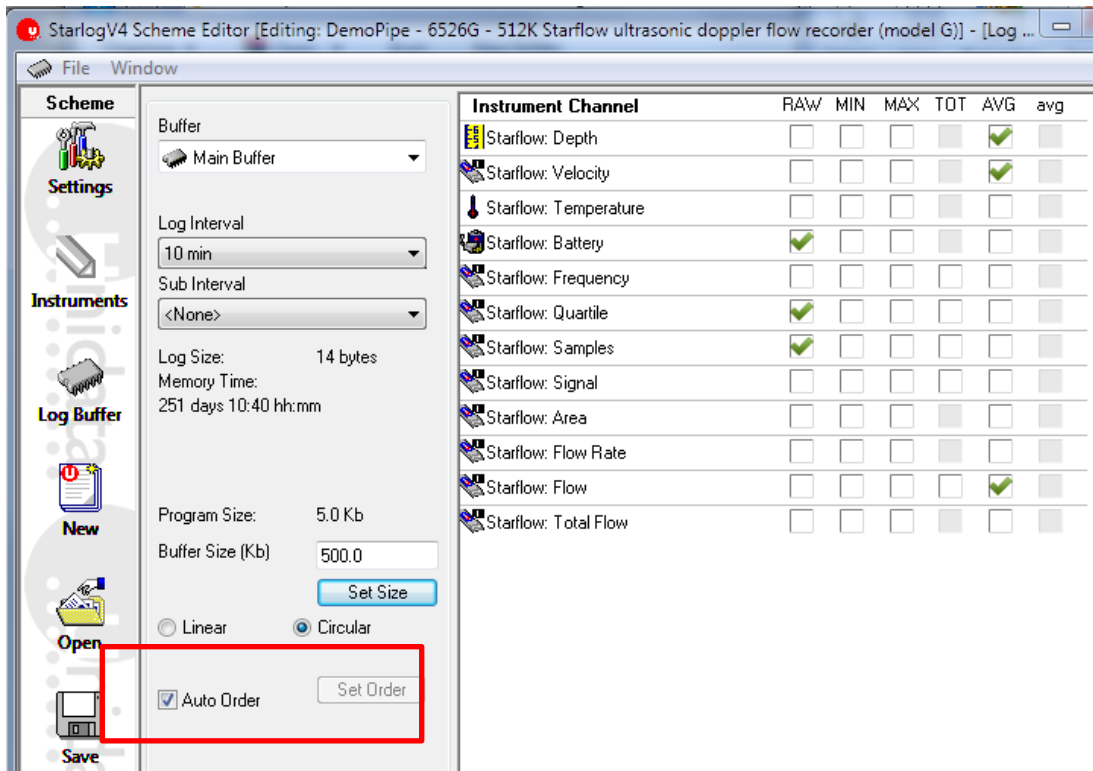 StarlogV4 Scheme Editor [Editing: DemoPipe - 6526G - 512K Starflow ultrasonic doppler flow recorder (model G)] - [Log ...
File Window
Scheme
Settings
Instruments
Log Buffer
New
Open
Save
Buffer
Main Buffer
Log Interval
10 min
Sub Interval
<None>
Log Size: 14 bytes
Memory Time:
251 days 10:40 hh:mm
Program Size: 5.0 Kb
Buffer Size (Kb) 500.0
Set Size
Linear Circular
Auto Order Set Order
Instrument Channel RAW MIN MAX TOT AVG avg
Starflow: Depth
Starflow: Velocity
Starflow: Temperature
Starflow: Battery
Starflow: Frequency
Starflow: Quartile
Starflow: Samples
Starflow: Signal
Starflow: Area
Starflow: Flow Rate
Starflow: Flow
Starflow: Total Flow